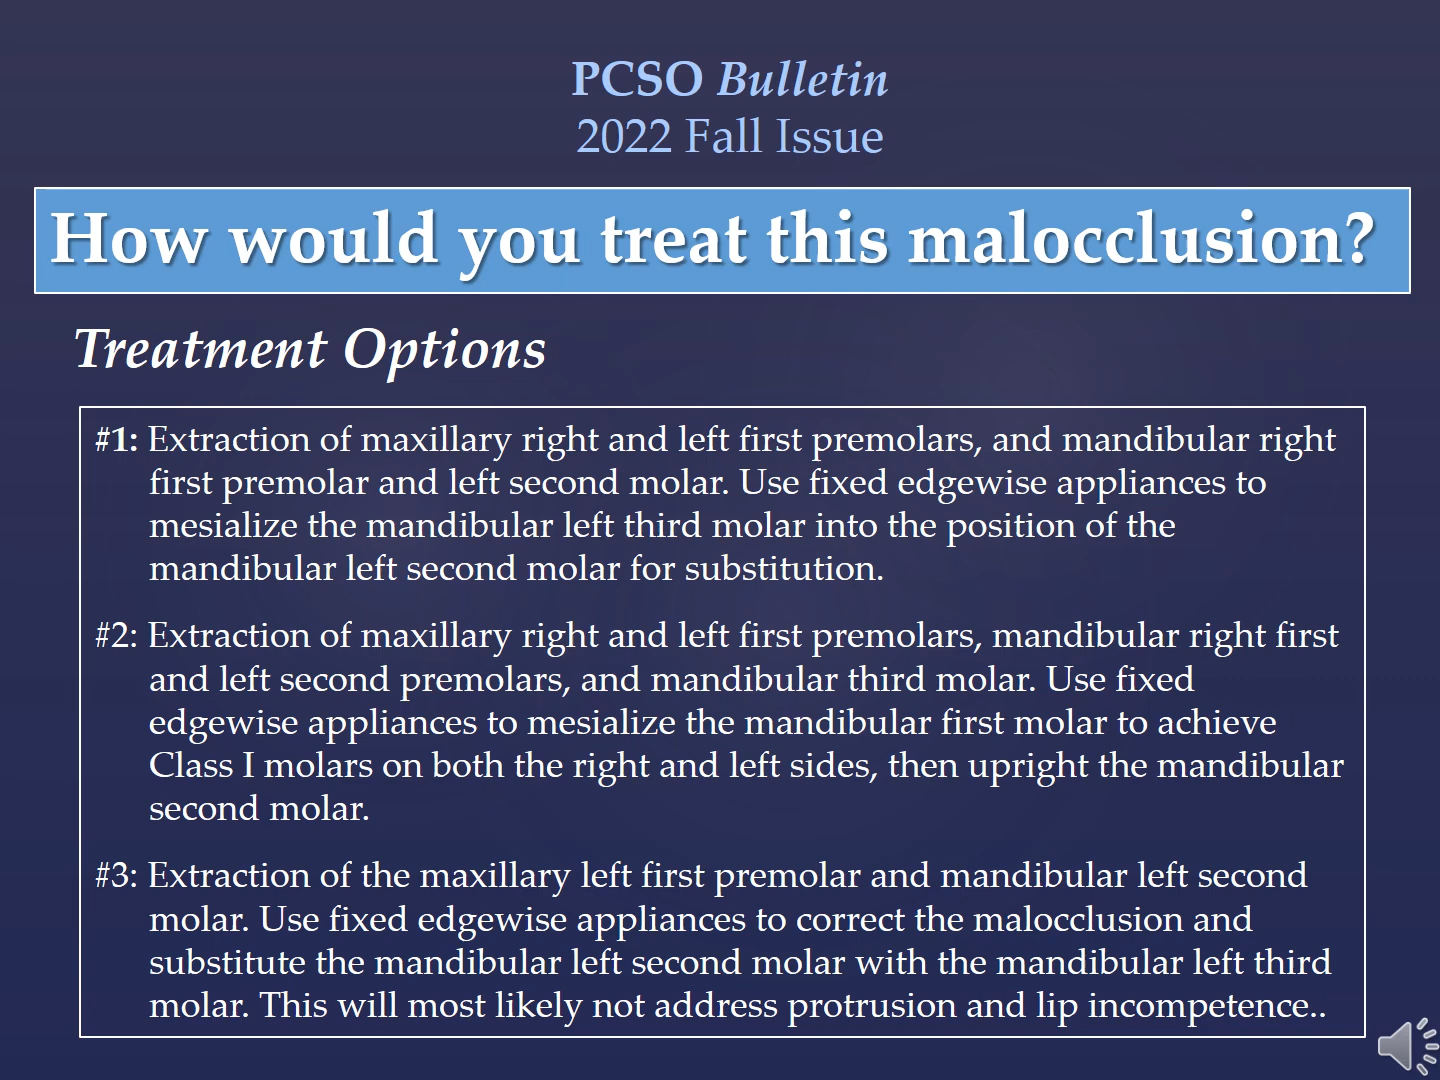 PCSO Bulletin
2022 Fall Issue
How would you treat this malocclusion?
Treatment Options
#1: Extraction of maxillary right and left first premolars, and mandibular right
first premolar and left second molar. Use fixed edgewise appliances to
mesialize the mandibular left third molar into the position of the
mandibular left second molar for substitution.
#2: Extraction of maxillary right and left first premolars, mandibular right first
and left second premolars, and mandibular third molar. Use fixed
edgewise appliances to mesialize the mandibular first molar to achieve
Class I molars on both the right and left sides, then upright the mandibular
second molar.
#3: Extraction of the maxillary left first premolar and mandibular left second
molar. Use fixed edgewise appliances to correct the malocclusion and
substitute the mandibular left second molar with the mandibular left third
molar. This will most likely not address protrusion and lip incompetence..